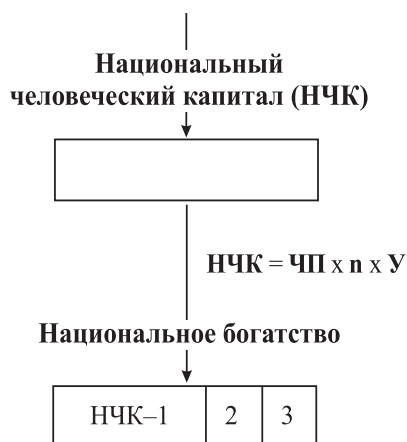 Национальный
человеческий капитал (НЧК)
НЧК = ЧП x n x У
Национальное богатство
НЧК–1 2 3